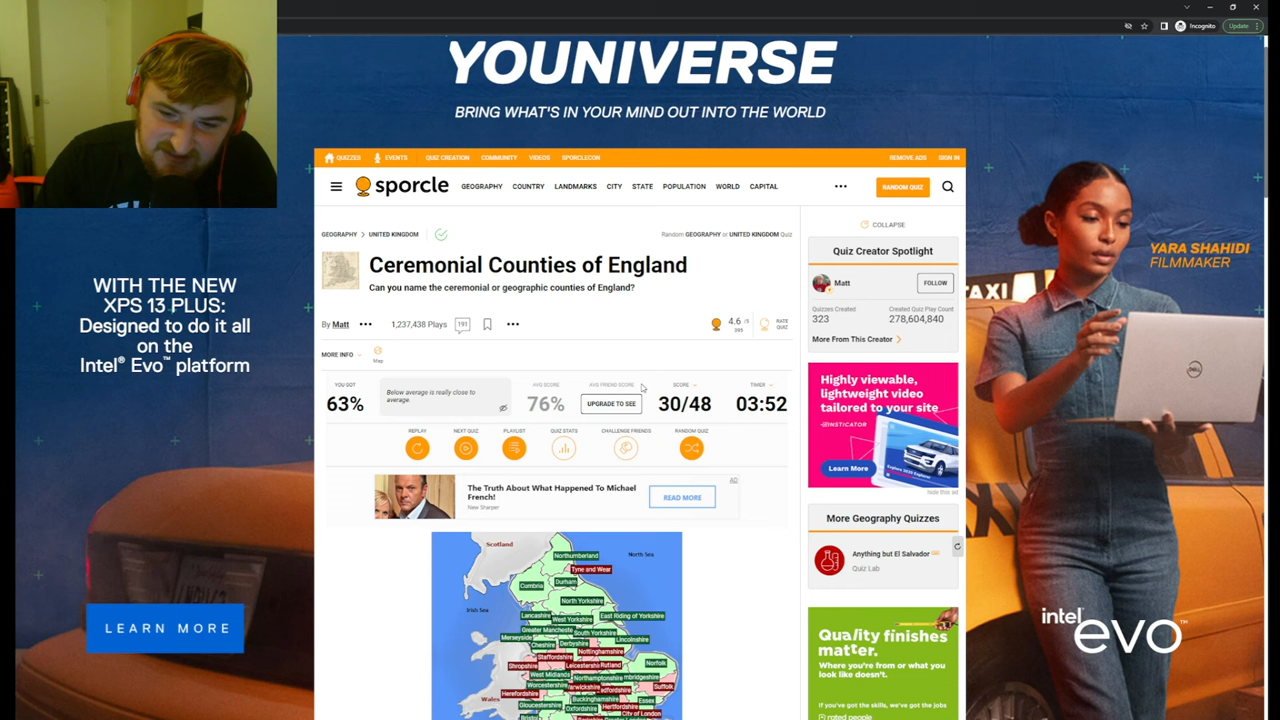 Incognito
Update
YOUNIVERSE
BRING WHAT'S IN YOUR MIND OUT INTO THE WORLD
QUIZZES EVENTS QUIZ CREATION COMMUNITY VIDEOS SPORCLECON REMOVE ADS SIGN IN
sporcle GEOGRAPHY COUNTRY LANDMARKS CITY STATE POPULATION WORLD CAPITAL ••• RANDOM QUIZ
COLLAPSE
GEOGRAPHY > UNITED KINGDOM
Random GEOGRAPHY or UNITED KINGDOM Quiz
Ceremonial Counties of England
Can you name the ceremonial or geographic counties of England?
By Matt ••• 1,237,438 Plays 191 •••
4.6 /5
395
RATE
QUIZ
MORE INFO
Map
YOU GOT
63%
Below average is really close to
average.
AVG SCORE
76%
AVG FRIEND SCORE
UPGRADE TO SEE
SCORE
30/48
TIMER
03:52
REPLAY NEXT QUIZ PLAYLIST QUIZ STATS CHALLENGE FRIENDS RANDOM QUIZ
The Truth About What Happened To Michael
French!
New Sharper
READ MORE
AD
Scotland
North Sea
Northumberland
Tyne and Wear
Cumbria
Durham
Irish Sea
North Yorkshire
Lancashire
West Yorkshire
East Riding of Yorkshire
Greater Manchester
South Yorkshire
Merseyside
Cheshire
Derbyshire
Lincolnshire
Nottinghamshire
Staffordshire
Shropshire
Rutland
Norfolk
West Midlands
Northamptonshire
Worcestershire
Suffolk
Herefordshire
Wales
Buckinghamshire
Essex
Gloucestershire
Oxfordshire
Hertfordshire
City of London
Quiz Creator Spotlight
Matt
FOLLOW
Quizzes Created
323
Created Quiz Play Count
278,604,840
More From This Creator
Highly viewable,
lightweight video
tailored to your site
INSTICATOR
Learn More
Hide this ad
More Geography Quizzes
Anything but El Salvador
Quiz Lab
Quality finishes
matter.
Where you're from or what you
look like doesn't.
If you've got the skills, we've got the jobs
rated people
WITH THE NEW
XPS 13 PLUS:
Designed to do it all
on the
Intel® Evo™ platform
LEARN MORE
YARA SHAHIDI
FILMMAKER
TAXI
DELL
intel
evo™